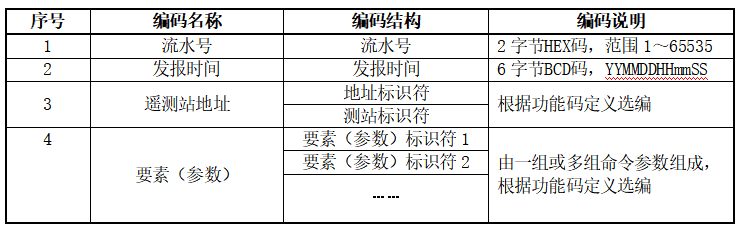 序号 编码名称 编码结构 编码说明
1 流水号 流水号 2 字节HEX码，范围 1～65535
2 发报时间 发报时间 6 字节BCD码，YYMMDDHHmmSS
3 遥测站地址 地址标识符 根据功能码定义选编
测站标识符
4 要素（参数） 要素（参数）标识符 1 由一组或多组命令参数组成，
要素（参数）标识符 2 根据功能码定义选编
……